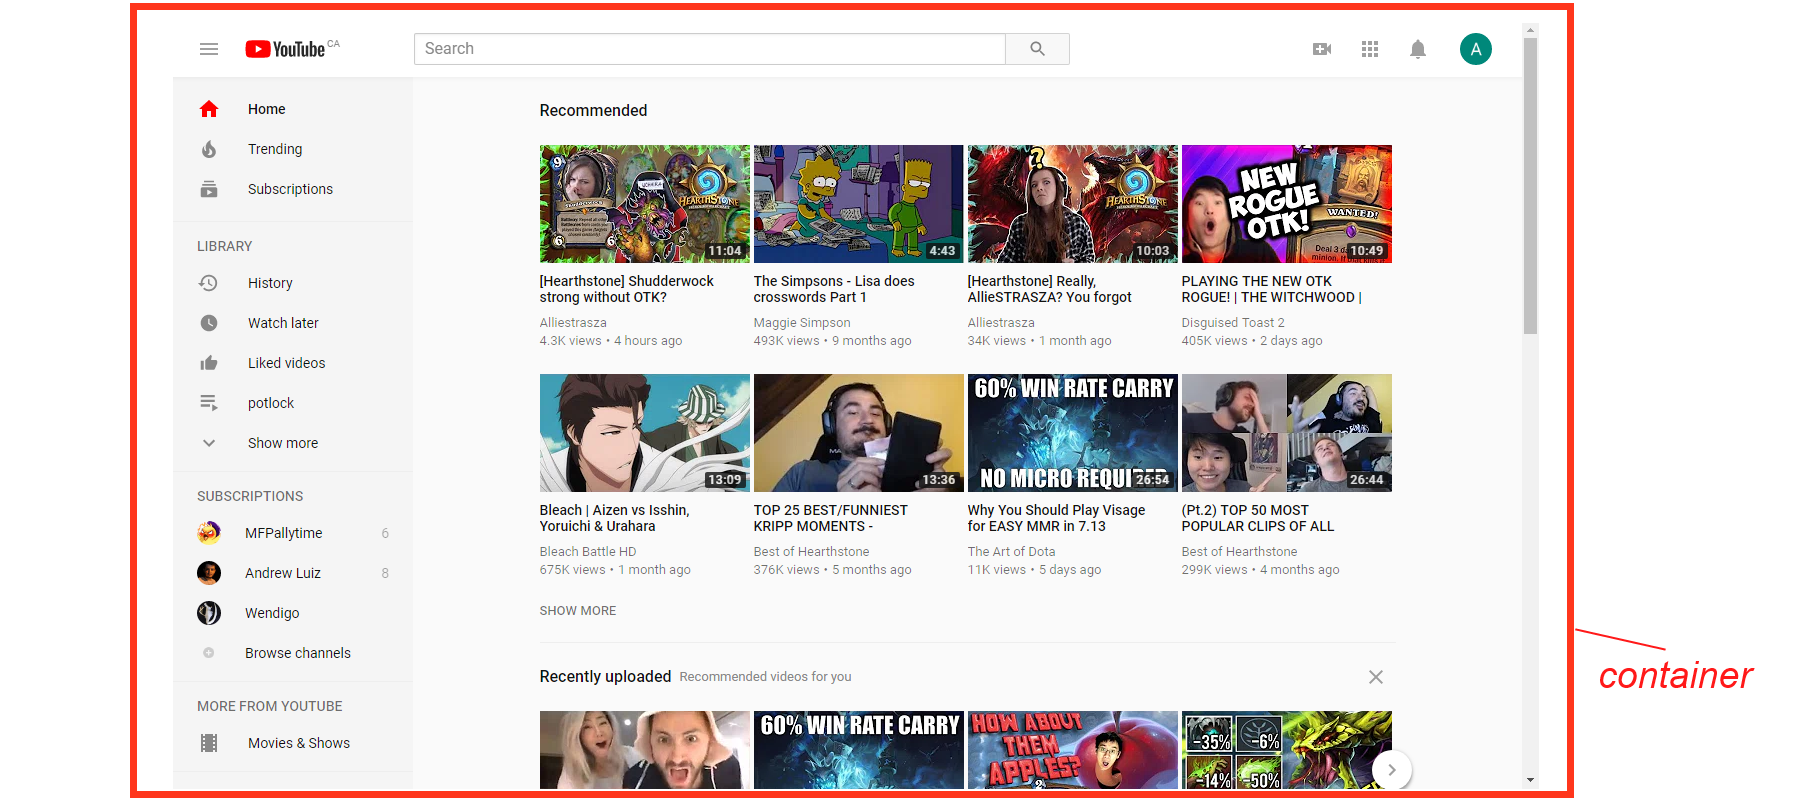 YouTube CA
Search
A
Home
Trending
Subscriptions
LIBRARY
History
Watch later
Liked videos
potlock
Show more
SUBSCRIPTIONS
MFPallytime 6
Andrew Luiz 8
Wendigo
Browse channels
MORE FROM YOUTUBE
Movies & Shows
Recommended
9
6
6
HEARTHSTONE
11:04
[Hearthstone] Shudderwock
strong without OTK?
Alliestrasza
4.3K views • 4 hours ago
4:43
The Simpsons - Lisa does
crosswords Part 1
Maggie Simpson
493K views • 9 months ago
?
HEARTHSTONE
10:03
[Hearthstone] Really,
AllieSTRASZA? You forgot
Alliestrasza
34K views • 1 month ago
NEW
ROGUE
OTK!
WANTED!
Deal 3
minion.
10:49
PLAYING THE NEW OTK
ROGUE! | THE WITCHWOOD |
Disguised Toast 2
405K views • 2 days ago
13:09
Bleach | Aizen vs Isshin,
Yoruichi & Urahara
Bleach Battle HD
675K views • 1 month ago
13:36
TOP 25 BEST/FUNNIEST
KRIPP MOMENTS -
Best of Hearthstone
376K views • 5 months ago
60% WIN RATE CARRY
NO MICRO REQUIRED
26:54
Why You Should Play Visage
for EASY MMR in 7.13
The Art of Dota
11K views • 5 days ago
26:44
(Pt.2) TOP 50 MOST
POPULAR CLIPS OF ALL
Best of Hearthstone
299K views • 4 months ago
SHOW MORE
Recently uploaded Recommended videos for you
60% WIN RATE CARRY
HOW ABOUT
THEM
APPLES?
-35% -6%
-14% -50%
container